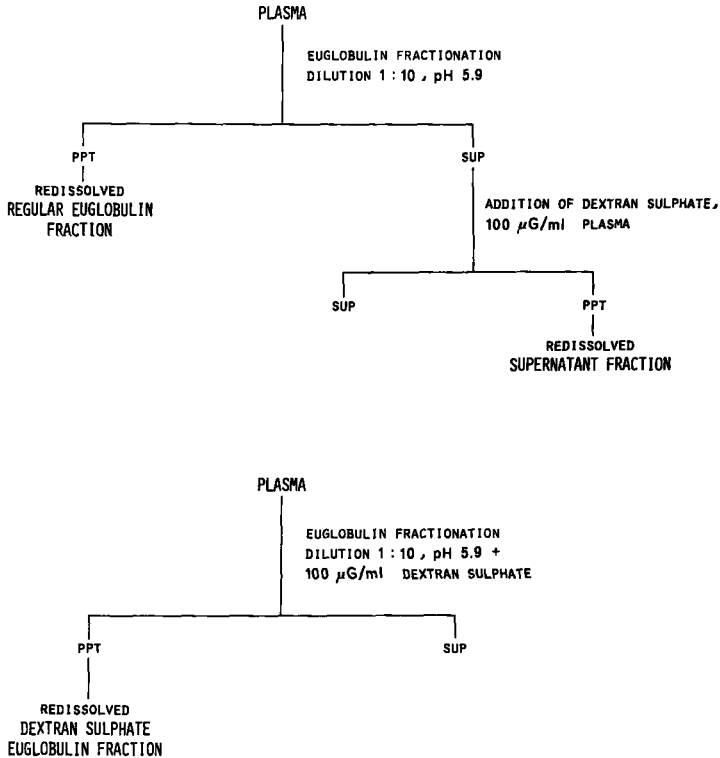 PLASMA
EUGLOBULIN FRACTIONATION
DILUTION 1 : 10, pH 5.9
PPT
SUP
REDISSOLVED
REGULAR EUGLOBULIN
FRACTION
ADDITION OF DEXTRAN SULPHATE,
100 µG/ml PLASMA
SUP
PPT
REDISSOLVED
SUPERNATANT FRACTION
PLASMA
EUGLOBULIN FRACTIONATION
DILUTION 1 : 10, pH 5.9 +
100 µG/ml DEXTRAN SULPHATE
PPT
SUP
REDISSOLVED
DEXTRAN SULPHATE
EUGLOBULIN FRACTION